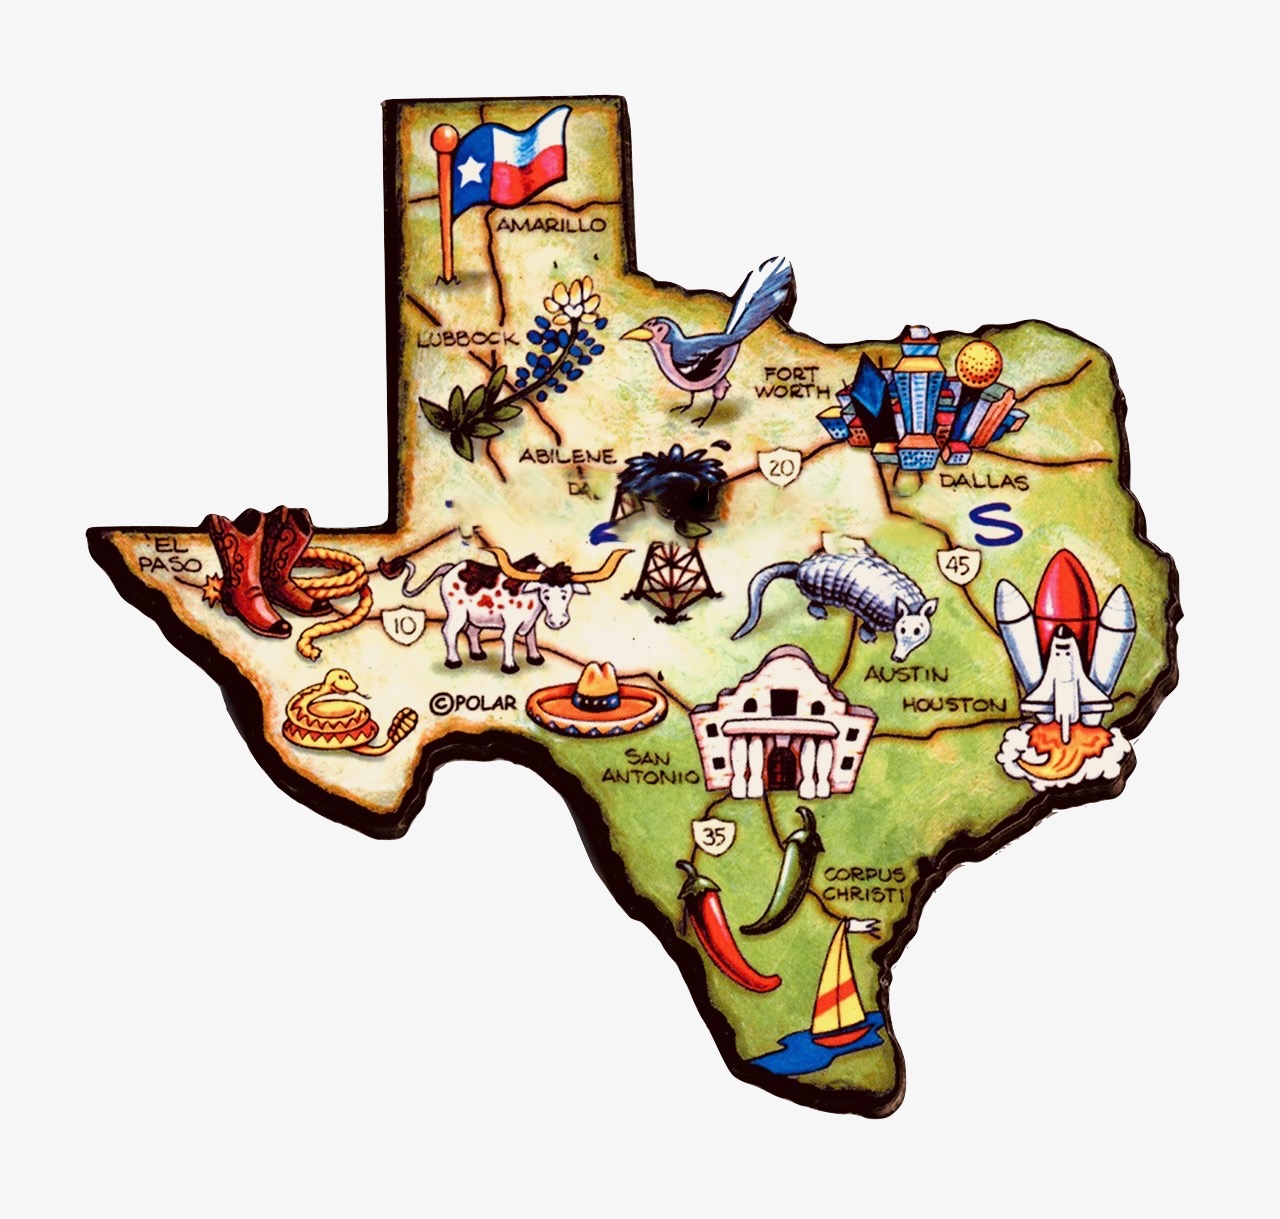 AMARILLO
LUBBOCK
FORT
WORTH
ABILENE
DA
20
DALLAS
S
EL
PASO
45
10
AUSTIN
HOUSTON
©POLAR
SAN
ANTONIO
35
CORPUS
CHRISTI